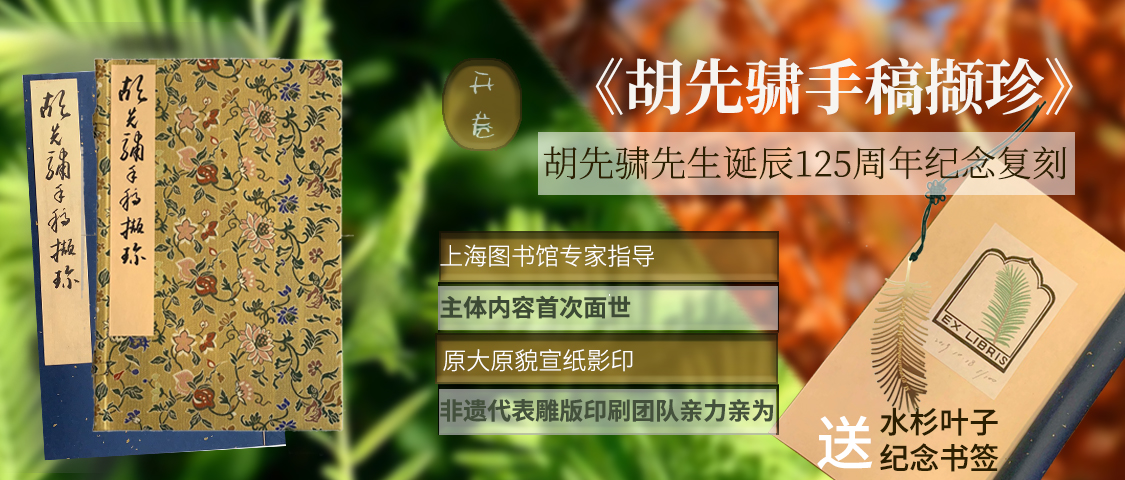 胡先骕手稿撷珍
胡先骕手稿撷珍
开卷
《胡先骕手稿撷珍》
胡先骕先生诞辰125周年纪念复刻
上海图书馆专家指导
主体内容首次面世
原大原貌宣纸影印
非遗代表雕版印刷团队亲力亲为
EX LIBRIS
送
水杉叶子
纪念书签